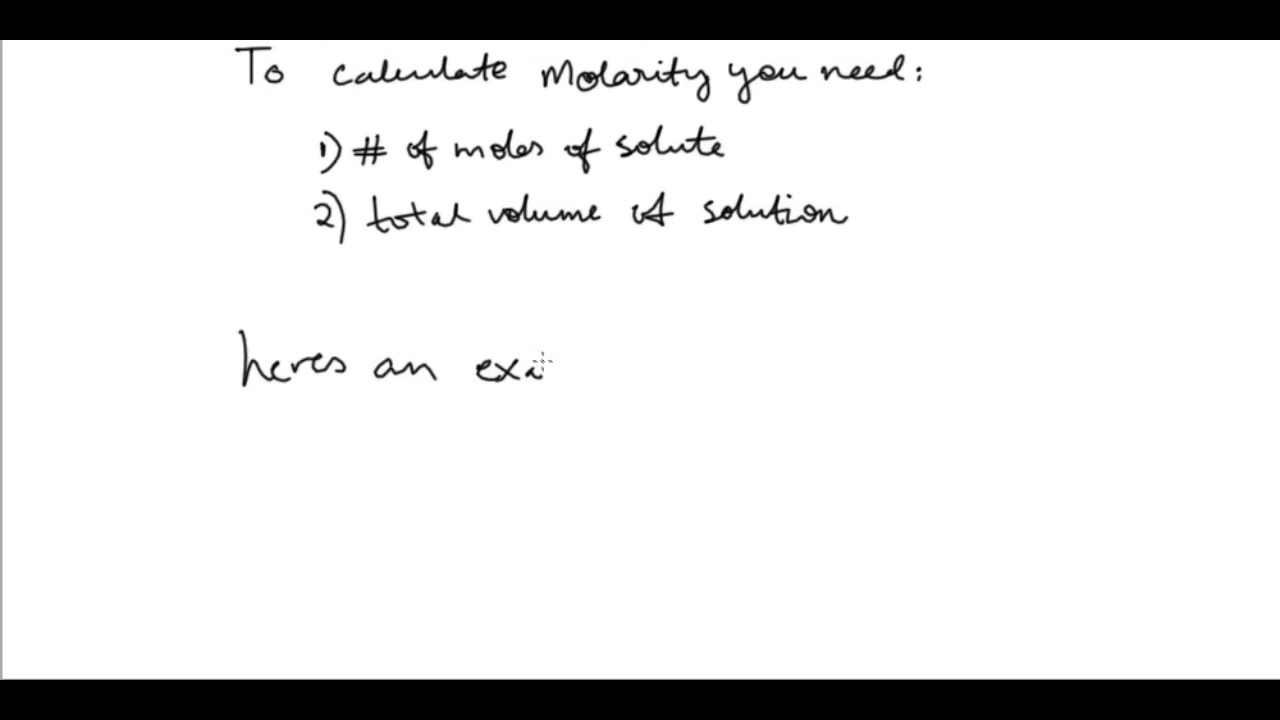 To calculate Molarity you need:
1) # of moles of solute
2) total volume of solution
heres an exa